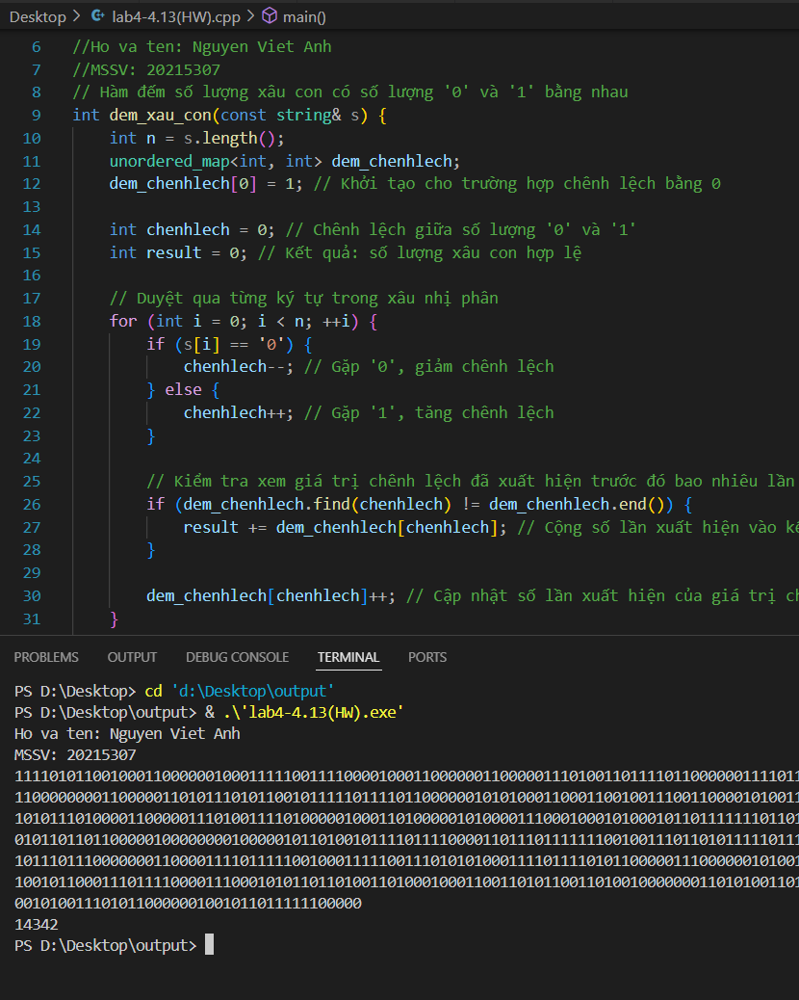 Desktop > lab4-4.13(HW).cpp > main()
6 //Ho va ten: Nguyen Viet Anh
7 //MSSV: 20215307
8 // Hàm đếm số lượng xâu con có số lượng '0' và '1' bằng nhau
9 int dem_xau_con(const string& s) {
10 int n = s.length();
11 unordered_map<int, int> dem_chenhlech;
12 dem_chenhlech[0] = 1; // Khởi tạo cho trường hợp chênh lệch bằng 0
13
14 int chenhlech = 0; // Chênh lệch giữa số lượng '0' và '1'
15 int result = 0; // Kết quả: số lượng xâu con hợp lệ
16
17 // Duyệt qua từng ký tự trong xâu nhị phân
18 for (int i = 0; i < n; ++i) {
19 if (s[i] == '0') {
20 chenhlech--; // Gặp '0', giảm chênh lệch
21 } else {
22 chenhlech++; // Gặp '1', tăng chênh lệch
23 }
24
25 // Kiểm tra xem giá trị chênh lệch đã xuất hiện trước đó bao nhiêu lần
26 if (dem_chenhlech.find(chenhlech) != dem_chenhlech.end()) {
27 result += dem_chenhlech[chenhlech]; // Cộng số lần xuất hiện vào
28 }
29
30 dem_chenhlech[chenhlech]++; // Cập nhật số lần xuất hiện của giá trị
31 }
PROBLEMS OUTPUT DEBUG CONSOLE TERMINAL PORTS
PS D:\Desktop> cd 'd:\Desktop\output'
PS D:\Desktop\output> & .\'lab4-4.13(HW).exe'
Ho va ten: Nguyen Viet Anh
MSSV: 20215307
14342
PS D:\Desktop\output>